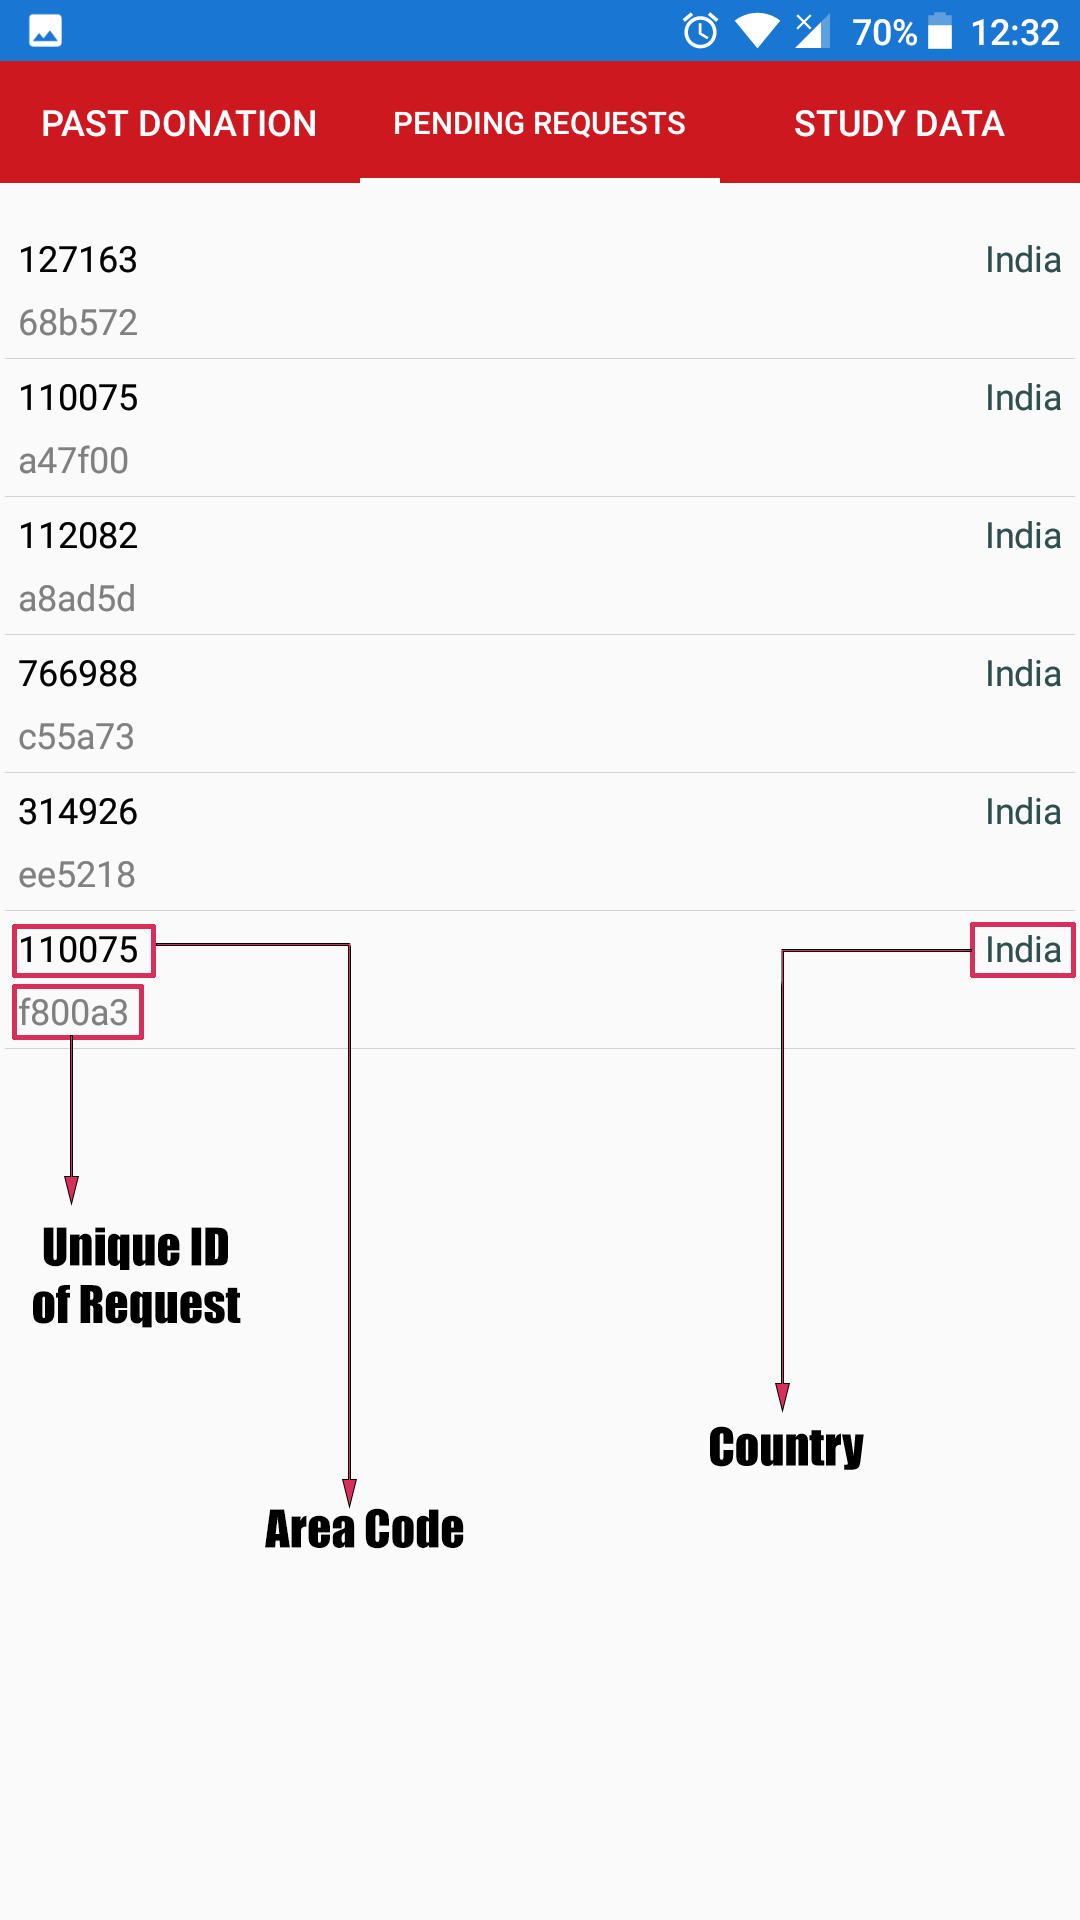 70% 12:32
PAST DONATION PENDING REQUESTS STUDY DATA
127163 India
68b572
110075 India
a47f00
112082 India
a8ad5d
766988 India
c55a73
314926 India
ee5218
110075 India
f800a3
Unique ID
of Request
Country
Area Code